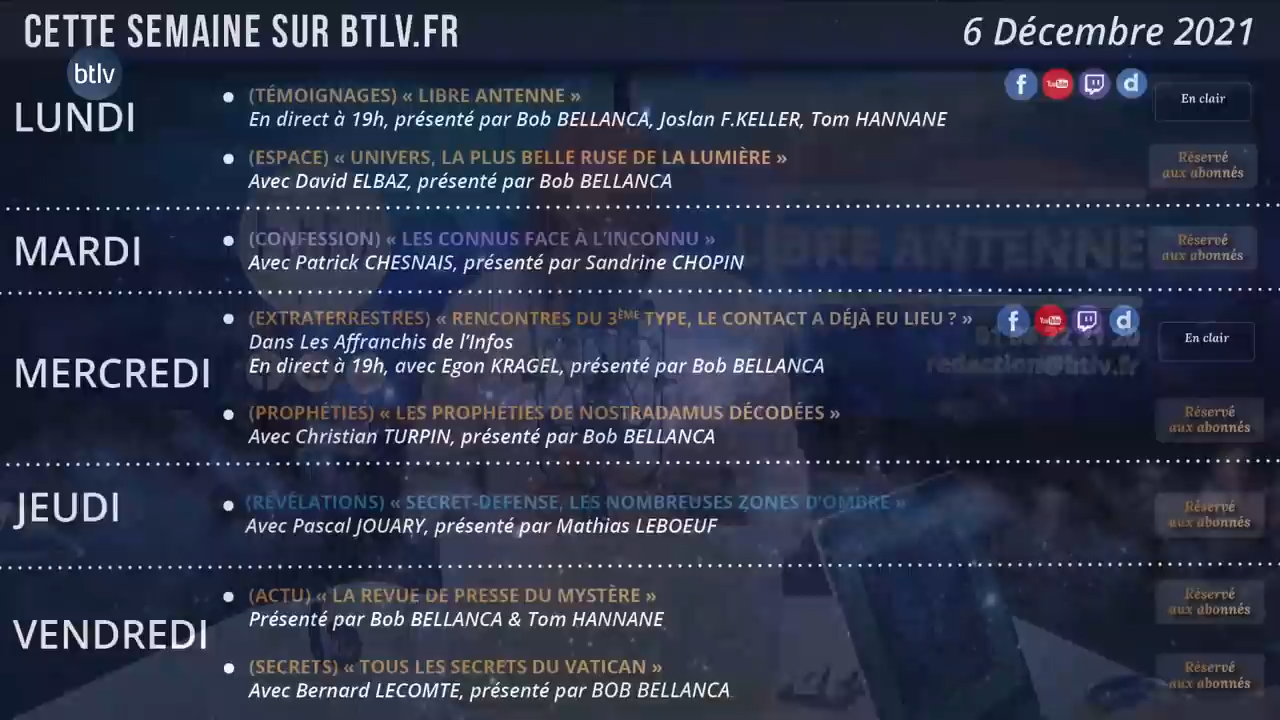 CETTE SEMAINE SUR BTLV.FR
6 Décembre 2021
btlv
LUNDI
(TÉMOIGNAGES) « LIBRE ANTENNE »
En direct à 19h, présenté par Bob BELLANCA, Joslan F.KELLER, Tom HANNANE
f YouTube d
En clair
(ESPACE) « UNIVERS, LA PLUS BELLE RUSE DE LA LUMIÈRE »
Avec David ELBAZ, présenté par Bob BELLANCA
Réservé
aux abonnés
MARDI
(CONFESSION) « LES CONNUS FACE À L'INCONNU »
Avec Patrick CHESNAIS, présenté par Sandrine CHOPIN
LIBRE ANTENNE
Réservé
aux abonnés
MERCREDI
(EXTRATERRESTRES) « RENCONTRES DU 3ÈME TYPE, LE CONTACT A DÉJÀ EU LIEU ? »
Dans Les Affranchis de l'Infos
En direct à 19h, avec Egon KRAGEL, présenté par Bob BELLANCA
f YouTube d
En clair
redaction@btlv.fr
(PROPHÉTIES) « LES PROPHÉTIES DE NOSTRADAMUS DÉCODÉES »
Avec Christian TURPIN, présenté par Bob BELLANCA
Réservé
aux abonnés
JEUDI
(RÉVÉLATIONS) « SECRET-DEFENSE, LES NOMBREUSES ZONES D'OMBRE »
Avec Pascal JOUARY, présenté par Mathias LEBOEUF
Réservé
aux abonnés
VENDREDI
(ACTU) « LA REVUE DE PRESSE DU MYSTÈRE »
Présenté par Bob BELLANCA & Tom HANNANE
Réservé
aux abonnés
(SECRETS) « TOUS LES SECRETS DU VATICAN »
Avec Bernard LECOMTE, présenté par BOB BELLANCA
Réservé
aux abonnés